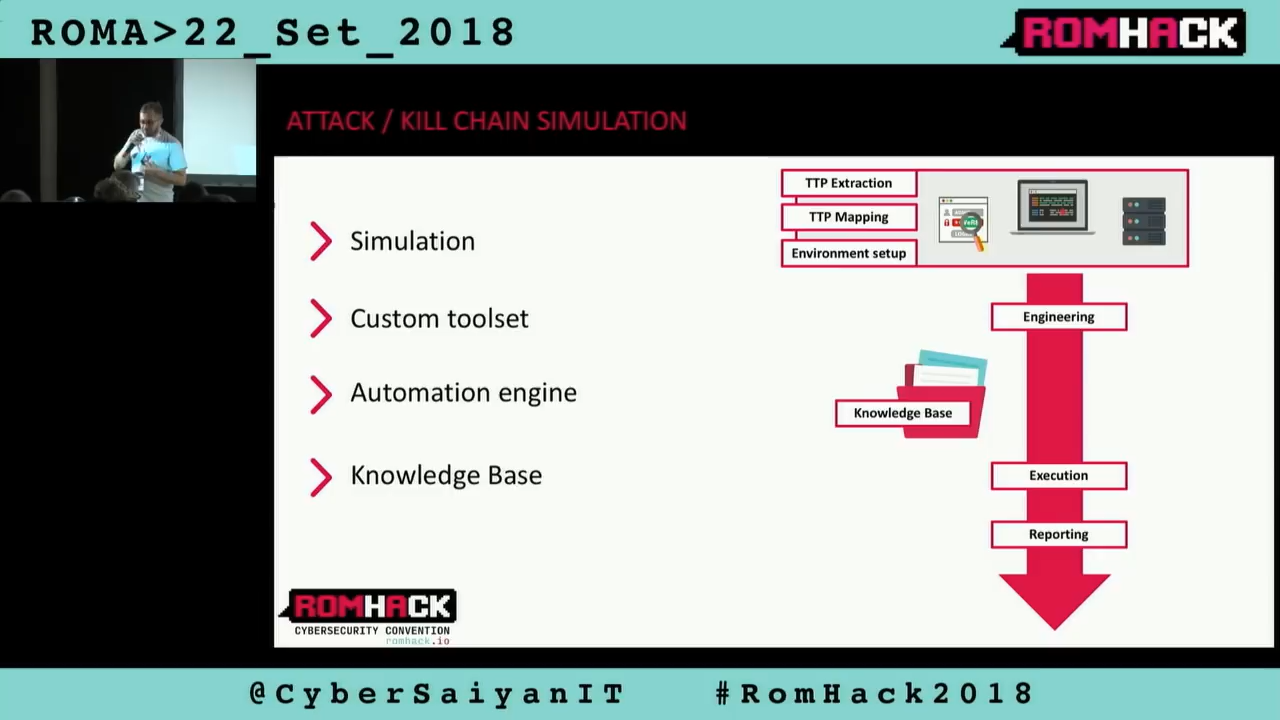 ROMA>22_Set_2018
ROMHACK
ATTACK / KILL CHAIN SIMULATION
Simulation
Custom toolset
Automation engine
Knowledge Base
TTP Extraction
TTP Mapping
Environment setup
Engineering
Knowledge Base
Execution
Reporting
ROMHACK
CYBERSECURITY CONVENTION
romhack.io
@CyberSaiyanIT #RomHack2018